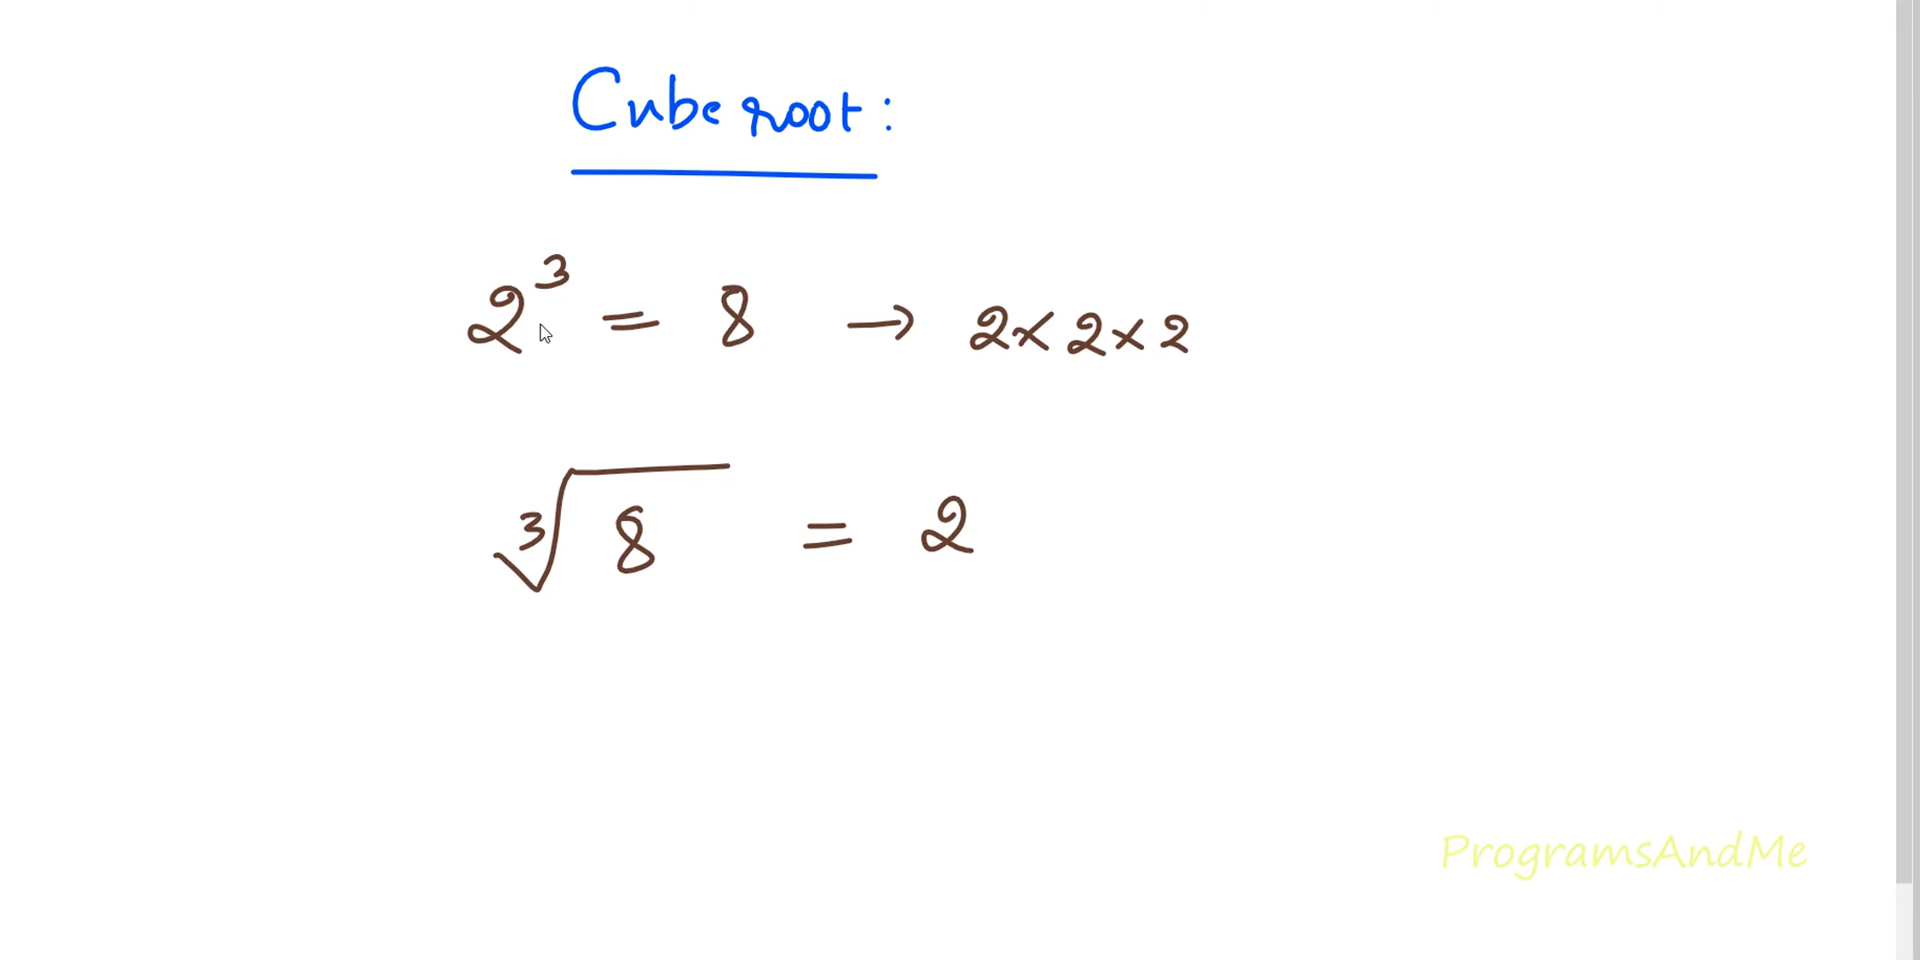 Cube root:
2³ = 8 → 2 × 2 × 2
∛8 = 2
ProgramsAndMe